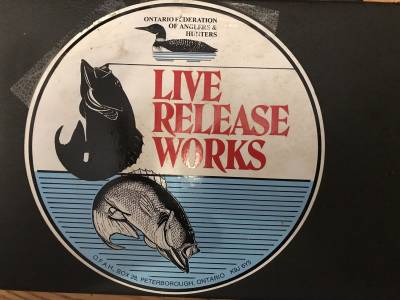 ONTARIO FEDERATION
OF ANGLERS &
HUNTERS
LIVE
RELEASE
WORKS
O.F.A.H., BOX 28, PETERBOROUGH, ONTARIO K9J 6Y5